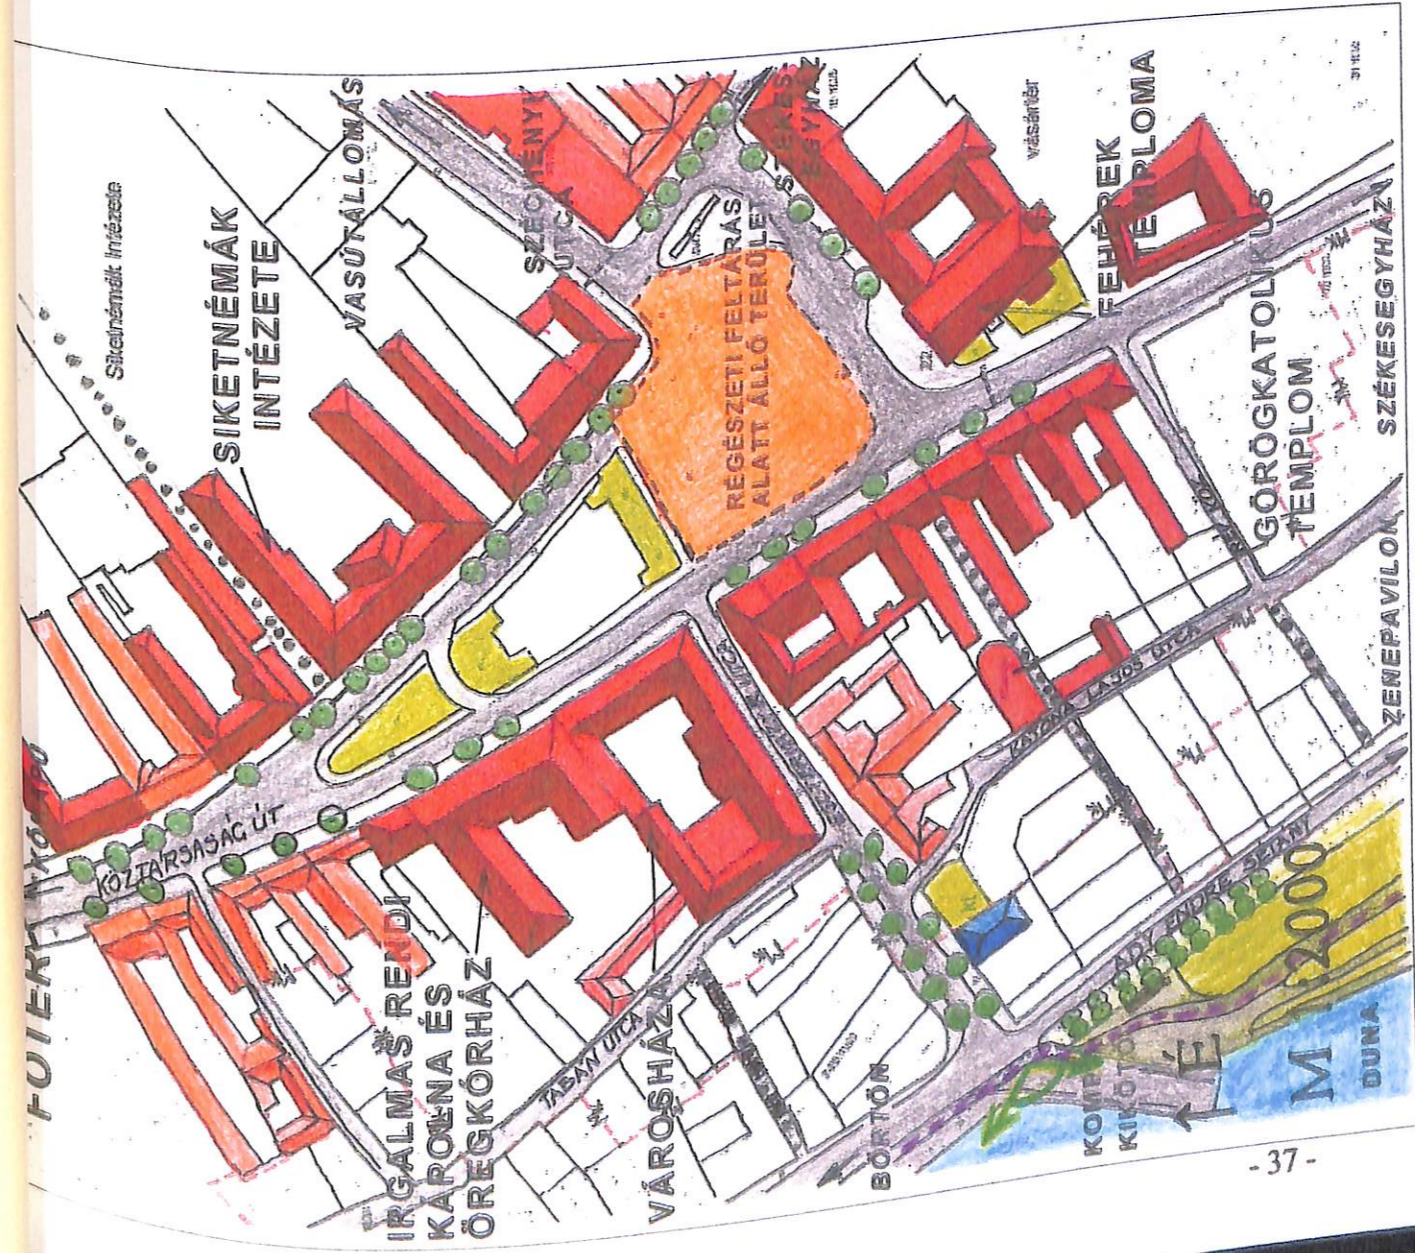 FŐTÉR
Siketnémák Intézete
SIKETNÉMÁK
INTÉZETE
VASÚTÁLLOMÁS
SZÉCHENYI
UTCA
SZÉKES-
EGYHÁZ
vásártér
FEHÉREK
TEMPLOMA
RÉGÉSZETI FELTÁRÁS
ALATT ÁLLÓ TERÜLET
KÖZTÁRSASÁG ÚT
GÖRÖGKATOLIKUS
TEMPLOM
SZÉKESEGYHÁZ
ZENEPAVILON
KATONA LAJOS UTCA
ADY ENDRE SÉTÁNY
IRGALMAS RENDI
KÁPOLNA ÉS
ÖREGKÓRHÁZ
TABÁN UTCA
VÁROSHÁZA
BÖRTÖN
É
M 2000
DUNA
- 37 -